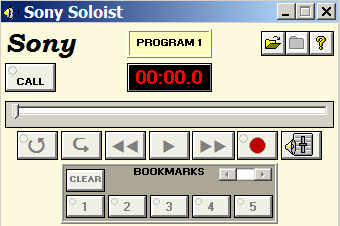 Sony Soloist
Sony
PROGRAM 1
?
CALL
00:00.0
BOOKMARKS
CLEAR
1 2 3 4 5